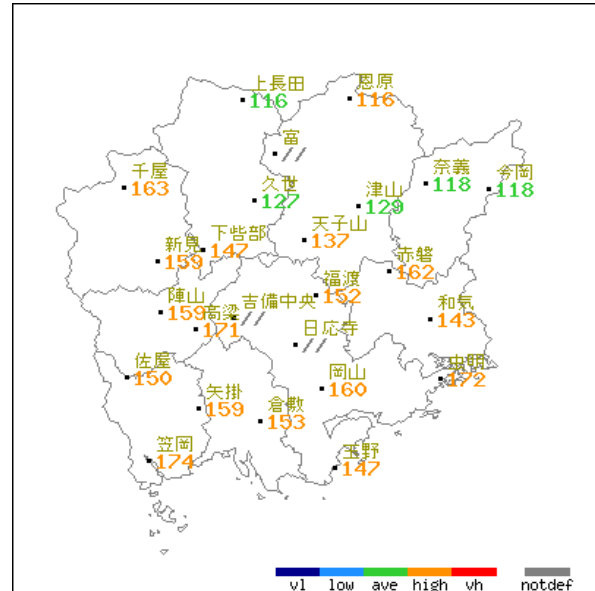 上長田
116
恩原
116
富
//
千屋
163
久世
127
津山
129
奈義
118
今岡
118
下呰部
147
天子山
137
新見
159
赤磐
162
福渡
152
陣山
159
高梁
171
吉備中央
//
日応寺
//
和気
143
佐屋
150
岡山
160
虫明
172
矢掛
159
倉敷
153
笠岡
174
玉野
147
vl low ave high vh notdef